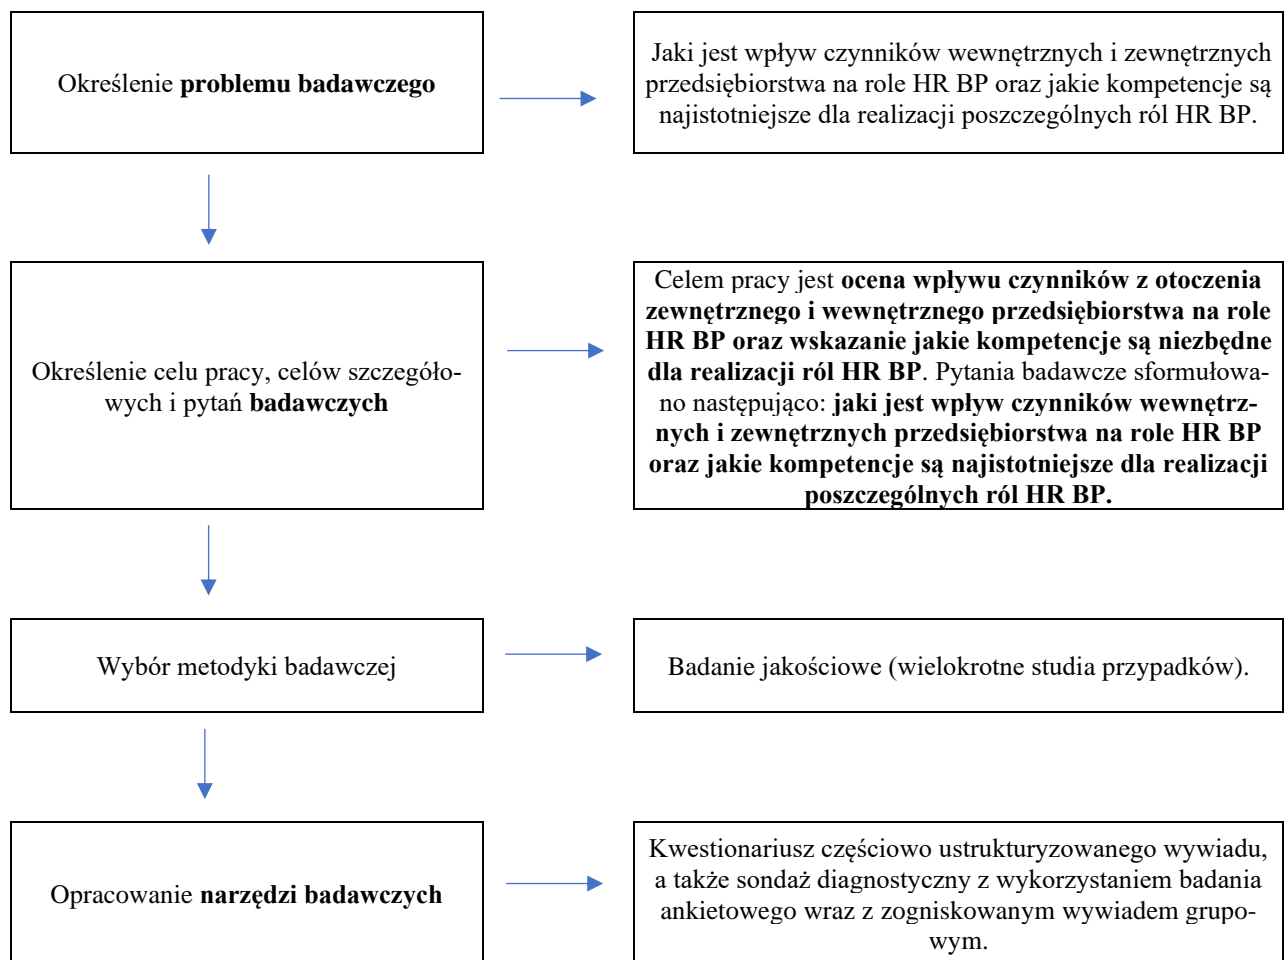 Określenie problemu badawczego
Jaki jest wpływ czynników wewnętrznych i zewnętrznych
przedsiębiorstwa na role HR BP oraz jakie kompetencje są
najistotniejsze dla realizacji poszczególnych ról HR BP.
Określenie celu pracy, celów szczegóło-
wych i pytań badawczych
Celem pracy jest ocena wpływu czynników z otoczenia
zewnętrznego i wewnętrznego przedsiębiorstwa na role
HR BP oraz wskazanie jakie kompetencje są niezbędne
dla realizacji ról HR BP. Pytania badawcze sformułowa-
no następująco: jaki jest wpływ czynników wewnętrz-
nych i zewnętrznych przedsiębiorstwa na role HR BP
oraz jakie kompetencje są najistotniejsze dla realizacji
poszczególnych ról HR BP.
Wybór metodyki badawczej
Badanie jakościowe (wielokrotne studia przypadków).
Opracowanie narzędzi badawczych
Kwestionariusz częściowo ustrukturyzowanego wywiadu,
a także sondaż diagnostyczny z wykorzystaniem badania
ankietowego wraz z zogniskowanym wywiadem grupo-
wym.